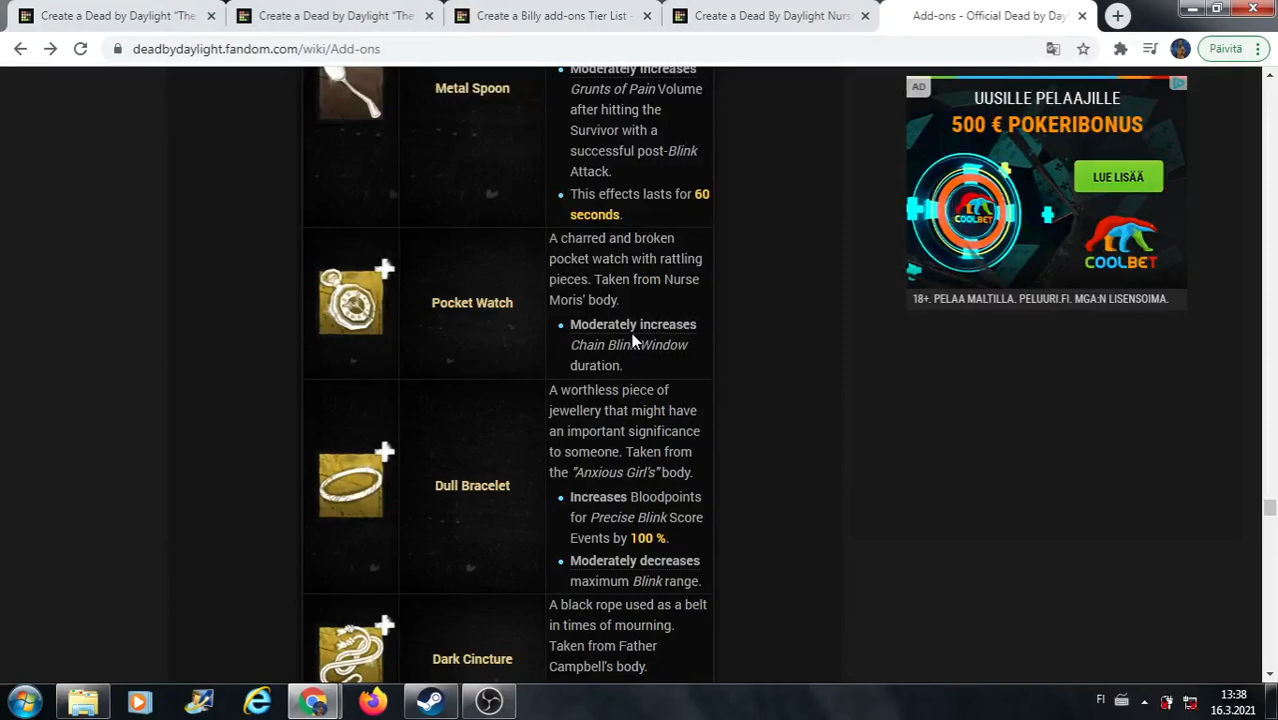 Create a Dead by Daylight "The
Create a Dead by Daylight "The
Create a Billy add-ons Tier List -
Create a Dead By Daylight Nurs
Add-ons - Official Dead by Day
deadbydaylight.fandom.com/wiki/Add-ons
Päivitä
Metal Spoon
Moderately increases
Grunts of Pain Volume
after hitting the
Survivor with a
successful post-Blink
Attack.
This effects lasts for 60
seconds.
Pocket Watch
A charred and broken
pocket watch with rattling
pieces. Taken from Nurse
Moris' body.
Moderately increases
Chain Blink Window
duration.
Dull Bracelet
A worthless piece of
jewellery that might have
an important significance
to someone. Taken from
the "Anxious Girl's" body.
Increases Bloodpoints
for Precise Blink Score
Events by 100 %.
Moderately decreases
maximum Blink range.
Dark Cincture
A black rope used as a belt
in times of mourning.
Taken from Father
Campbell's body.
AD
UUSILLE PELAAJILLE
500 € POKERIBONUS
LUE LISÄÄ
COOLBET
COOLBET
18+. PELAA MALTILLA. PELUURI.FI. MGA:N LISENSOIMA.
FI
13:38
16.3.2021